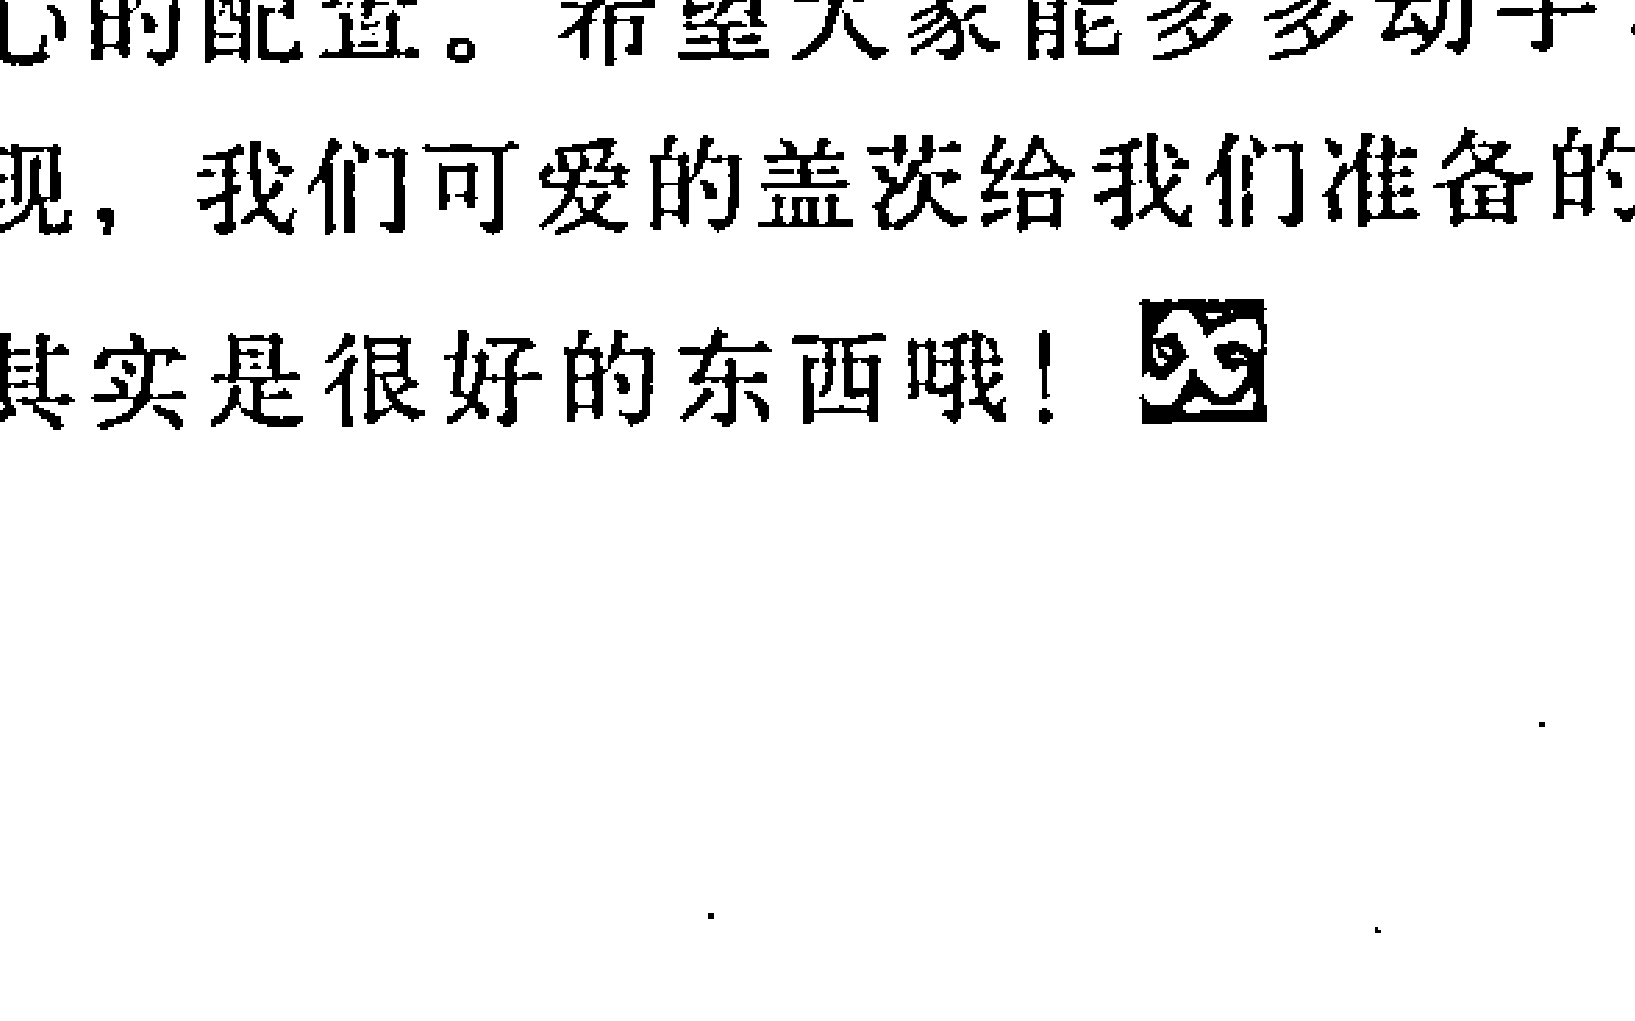 心的配置。希望大家能多多动手
现，我们可爱的盖茨给我们准备的
其实是很好的东西哦！